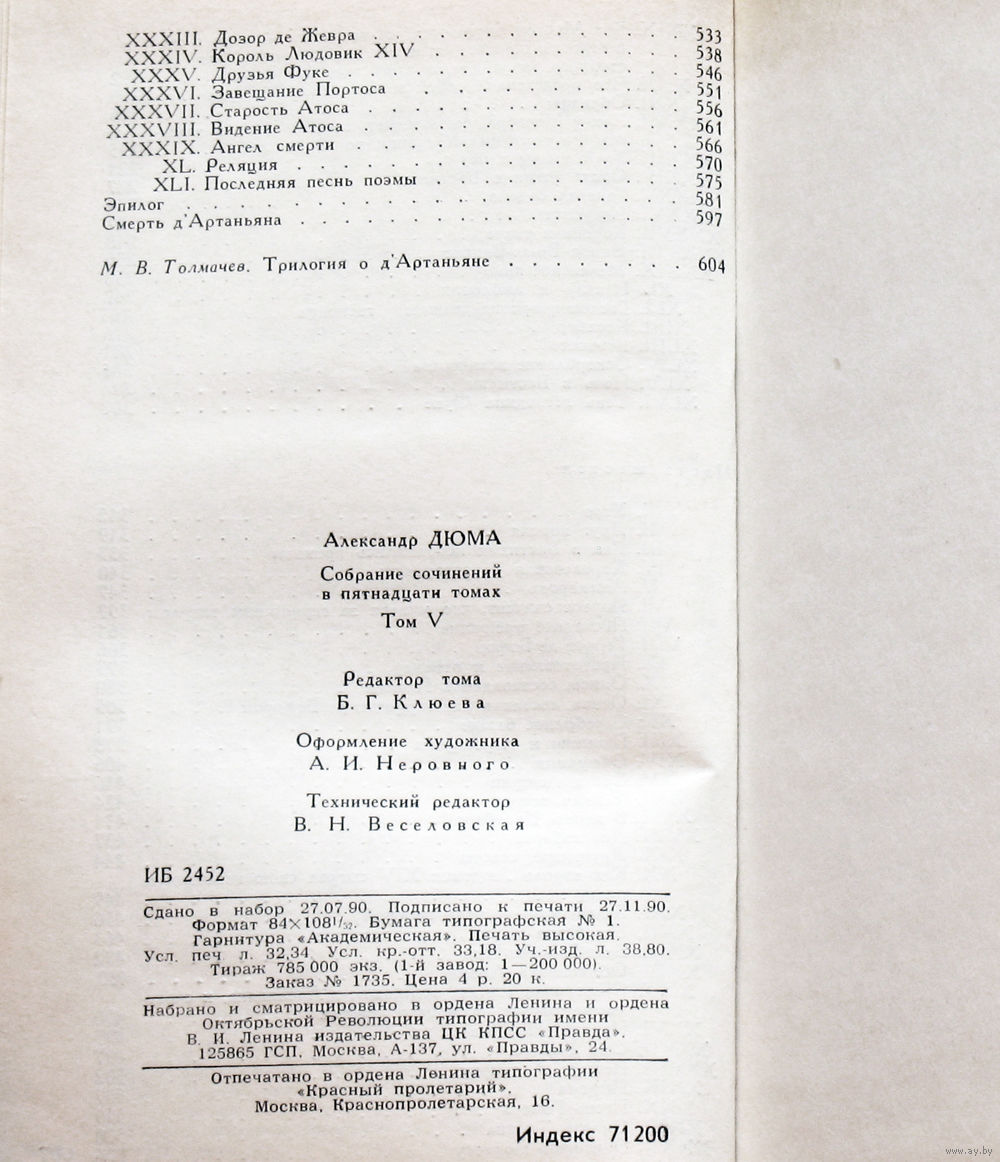 XXXIII. Дозор де Жевра . . . . . . . . . . . . . 533
XXXIV. Король Людовик XIV . . . . . . . . . . 538
XXXV. Друзья Фуке . . . . . . . . . . . . . . 546
XXXVI. Завещание Портоса . . . . . . . . . . . 551
XXXVII. Старость Атоса . . . . . . . . . . . . . 556
XXXVIII. Видение Атоса . . . . . . . . . . . . . 561
XXXIX. Ангел смерти . . . . . . . . . . . . . 566
XL. Реляция . . . . . . . . . . . . . . . 570
XLI. Последняя песнь поэмы . . . . . . . . . . 575
Эпилог . . . . . . . . . . . . . . . . . . . 581
Смерть д'Артаньяна . . . . . . . . . . . . . . . 597
М. В. Толмачев. Трилогия о д'Артаньяне . . . . . . . . 604
Александр ДЮМА
Собрание сочинений
в пятнадцати томах
Том V
Редактор тома
Б. Г. Клюева
Оформление художника
А. И. Неровного
Технический редактор
В. Н. Веселовская
ИБ 2452
Сдано в набор 27.07.90. Подписано к печати 27.11.90.
Формат 84×108¹/₃₂. Бумага типографская № 1.
Гарнитура «Академическая». Печать высокая.
Усл. печ л. 32,34. Усл. кр.-отт. 33,18. Уч.-изд. л. 38,80.
Тираж 785 000 экз. (1-й завод: 1—200 000).
Заказ № 1735. Цена 4 р. 20 к.
Набрано и сматрицировано в ордена Ленина и ордена
Октябрьской Революции типографии имени
В. И. Ленина издательства ЦК КПСС «Правда».
125865 ГСП, Москва, А-137, ул. «Правды», 24.
Отпечатано в ордена Ленина типографии
«Красный пролетарий».
Москва, Краснопролетарская, 16.
Индекс 71200
www.ay.by